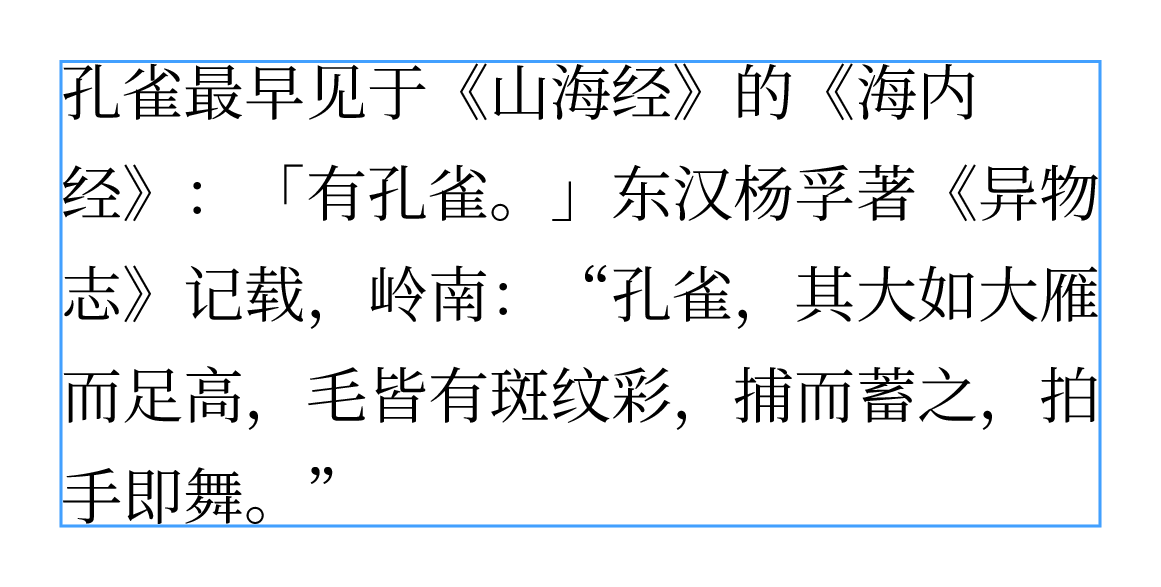 孔雀最早见于《山海经》的《海内
经》：「有孔雀。」东汉杨孚著《异物
志》记载，岭南：“孔雀，其大如大雁
而足高，毛皆有斑纹彩，捕而蓄之，拍
手即舞。”